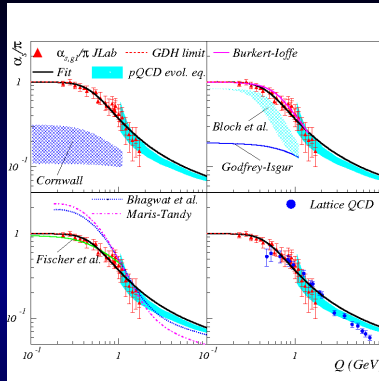 α_s/π
α_{s,g1}/π JLab
GDH limit
Burkert-Ioffe
Fit
pQCD evol. eq.
1
10^{-1}
Cornwall
Bloch et al.
Godfrey-Isgur
Bhagwat et al.
Maris-Tandy
Lattice QCD
1
Fischer et al.
10^{-1}
10^{-1} 1 10^{-1} 1
Q (GeV